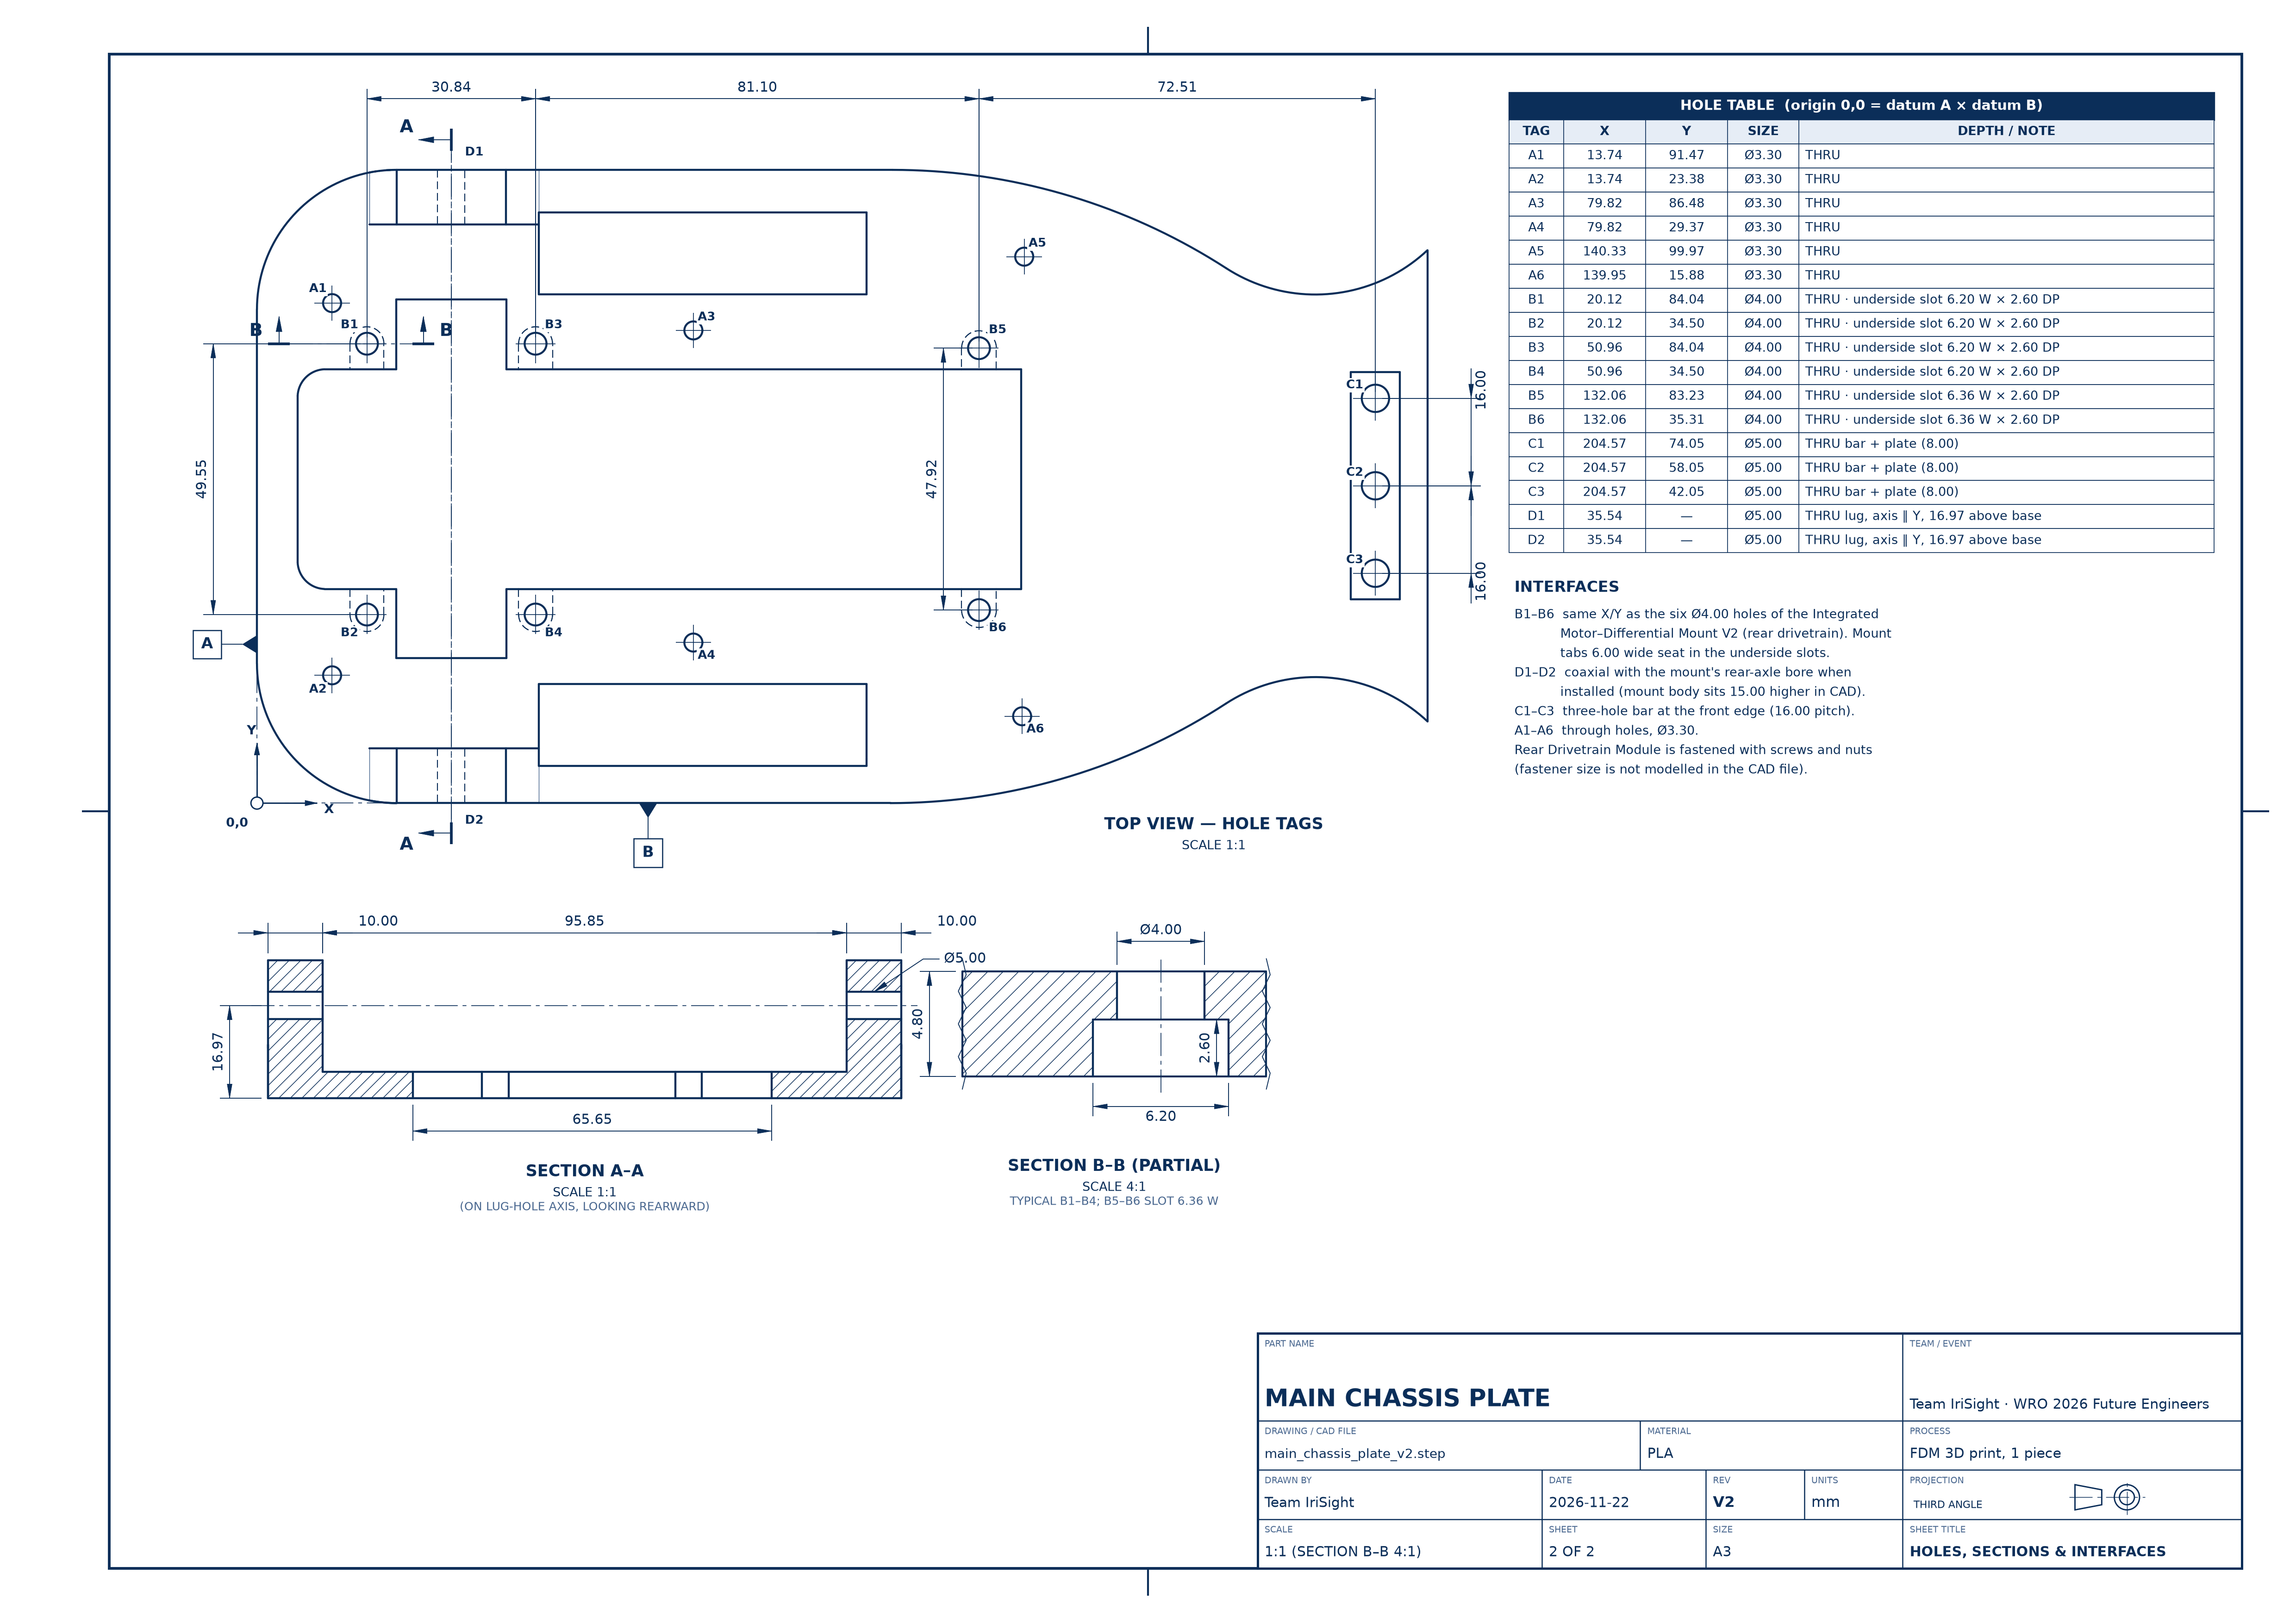 30.84 81.10 72.51
A
D1
A5
A1
A3
B B1 B B3 B5
C1 16.00
49.55 47.92
C2
C3 16.00
B2 B4 B6
A
A4
A2
A6
Y
X
0,0 D2
A
B
TOP VIEW — HOLE TAGS
SCALE 1:1
HOLE TABLE (origin 0,0 = datum A × datum B)
TAG X Y SIZE DEPTH / NOTE
A1 13.74 91.47 Ø3.30 THRU
A2 13.74 23.38 Ø3.30 THRU
A3 79.82 86.48 Ø3.30 THRU
A4 79.82 29.37 Ø3.30 THRU
A5 140.33 99.97 Ø3.30 THRU
A6 139.95 15.88 Ø3.30 THRU
B1 20.12 84.04 Ø4.00 THRU · underside slot 6.20 W × 2.60 DP
B2 20.12 34.50 Ø4.00 THRU · underside slot 6.20 W × 2.60 DP
B3 50.96 84.04 Ø4.00 THRU · underside slot 6.20 W × 2.60 DP
B4 50.96 34.50 Ø4.00 THRU · underside slot 6.20 W × 2.60 DP
B5 132.06 83.23 Ø4.00 THRU · underside slot 6.36 W × 2.60 DP
B6 132.06 35.31 Ø4.00 THRU · underside slot 6.36 W × 2.60 DP
C1 204.57 74.05 Ø5.00 THRU bar + plate (8.00)
C2 204.57 58.05 Ø5.00 THRU bar + plate (8.00)
C3 204.57 42.05 Ø5.00 THRU bar + plate (8.00)
D1 35.54 — Ø5.00 THRU lug, axis ∥ Y, 16.97 above base
D2 35.54 — Ø5.00 THRU lug, axis ∥ Y, 16.97 above base
INTERFACES
B1–B6 same X/Y as the six Ø4.00 holes of the Integrated
Motor–Differential Mount V2 (rear drivetrain). Mount
tabs 6.00 wide seat in the underside slots.
D1–D2 coaxial with the mount's rear-axle bore when
installed (mount body sits 15.00 higher in CAD).
C1–C3 three-hole bar at the front edge (16.00 pitch).
A1–A6 through holes, Ø3.30.
Rear Drivetrain Module is fastened with screws and nuts
(fastener size is not modelled in the CAD file).
10.00 95.85 10.00
Ø5.00
16.97
65.65
SECTION A–A
SCALE 1:1
(ON LUG-HOLE AXIS, LOOKING REARWARD)
Ø4.00
4.80
2.60
6.20
SECTION B–B (PARTIAL)
SCALE 4:1
TYPICAL B1–B4; B5–B6 SLOT 6.36 W
PART NAME
MAIN CHASSIS PLATE
TEAM / EVENT
Team IriSight · WRO 2026 Future Engineers
DRAWING / CAD FILE
main_chassis_plate_v2.step
MATERIAL
PLA
PROCESS
FDM 3D print, 1 piece
DRAWN BY
Team IriSight
DATE
2026-11-22
REV
V2
UNITS
mm
PROJECTION
THIRD ANGLE
SCALE
1:1 (SECTION B–B 4:1)
SHEET
2 OF 2
SIZE
A3
SHEET TITLE
HOLES, SECTIONS & INTERFACES